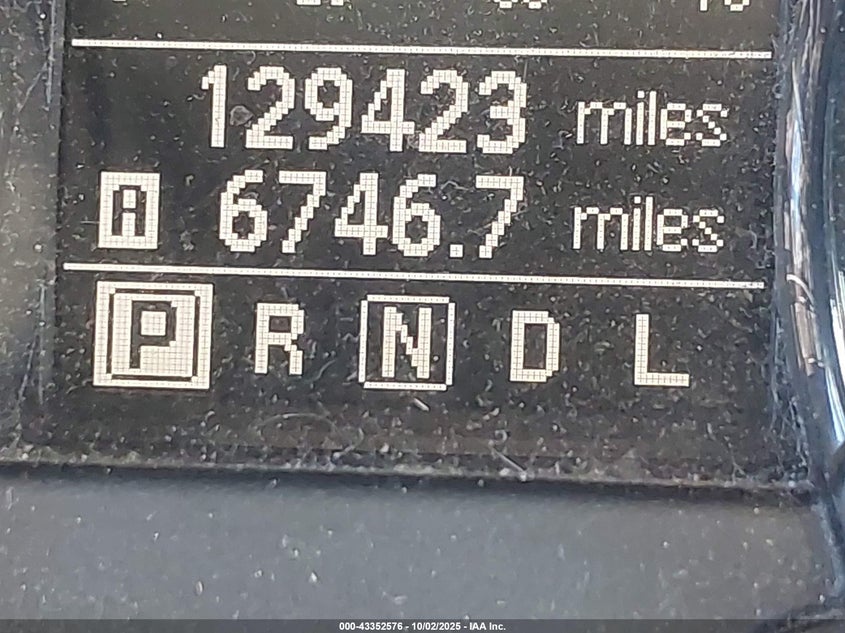 129423 miles
A 6746.7 miles
P R N D L
000-43352576 - 10/02/2025 - IAA Inc.